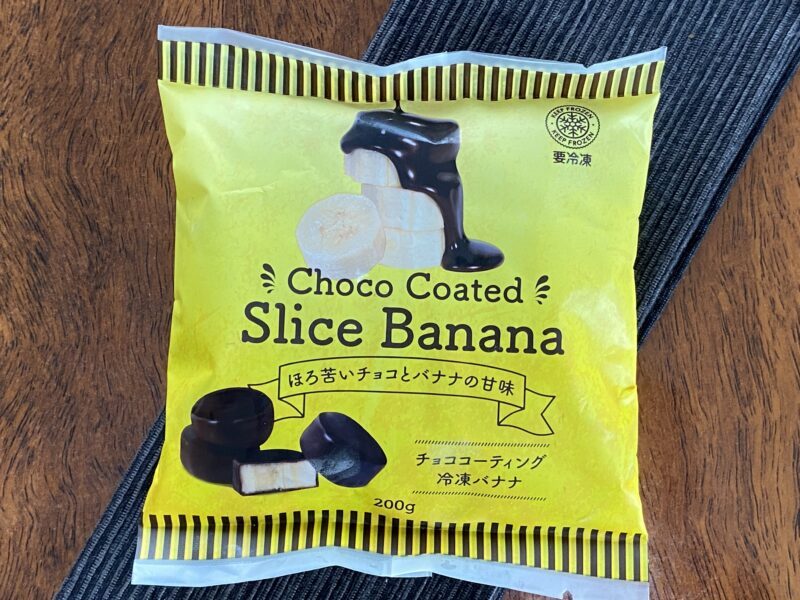 KEEP FROZEN
KEEP FROZEN
要冷凍
Choco Coated
Slice Banana
ほろ苦いチョコとバナナの甘味
チョココーティング
冷凍バナナ
200g